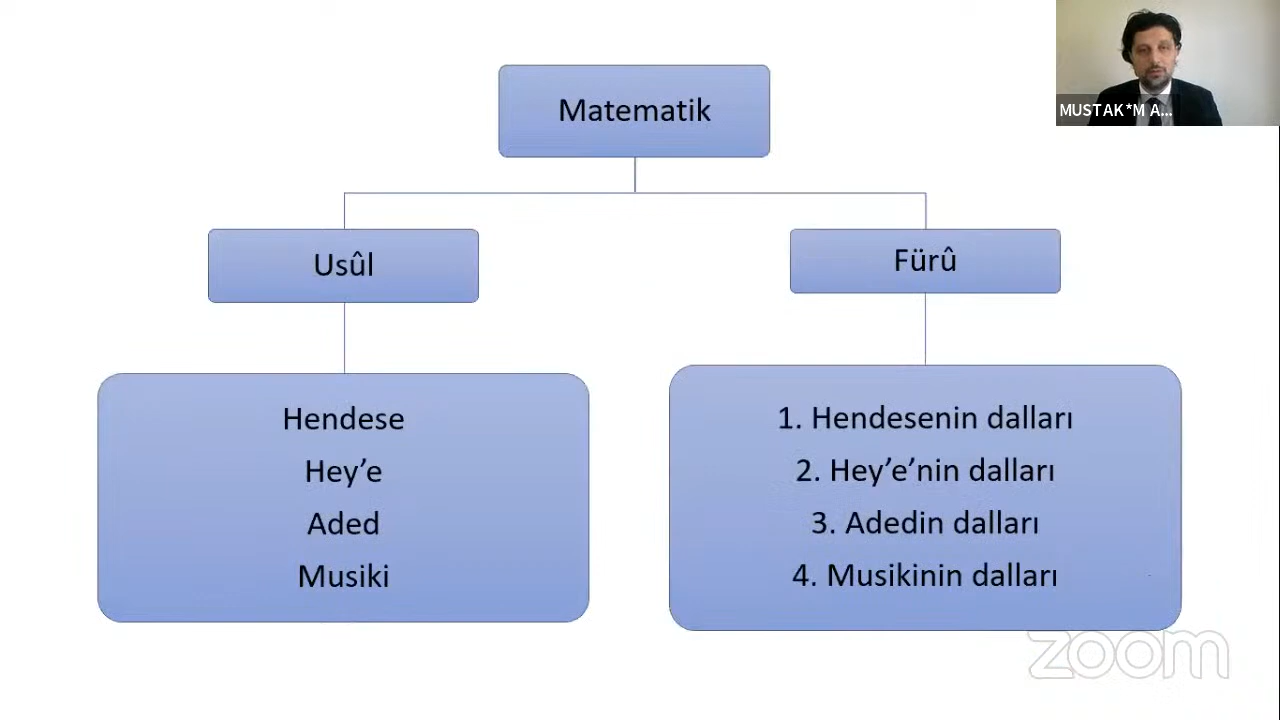 MUSTAK*M A...
Matematik
Usûl
Fürû
Hendese
Hey’e
Aded
Musiki
1. Hendesenin dalları
2. Hey’e’nin dalları
3. Adedin dalları
4. Musikinin dalları
zoom